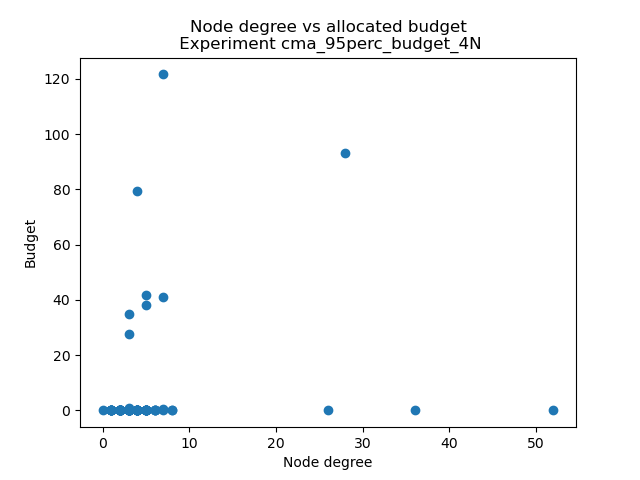 Node degree vs allocated budget
Experiment cma_95perc_budget_4N
120
100
80
60
40
20
0
Budget
0 10 20 30 40 50
Node degree